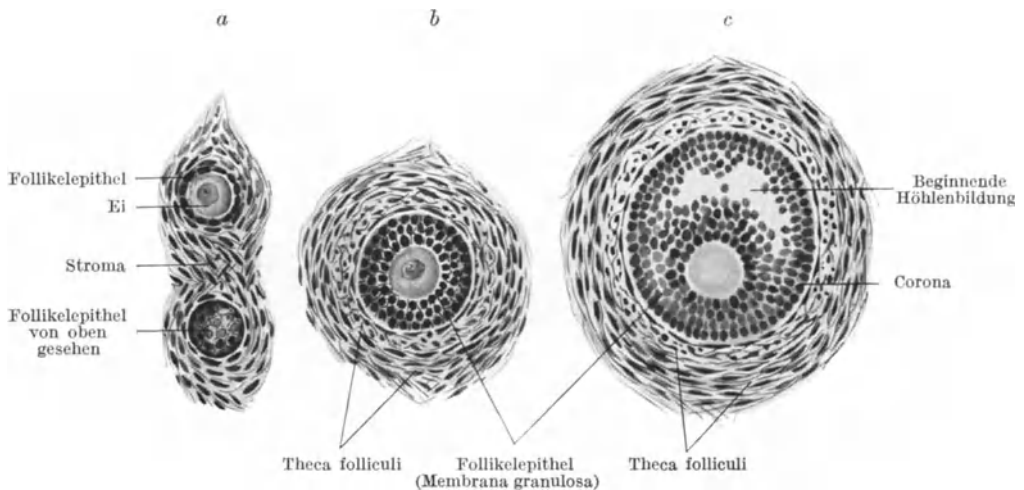 a
b
c
Follikelepithel
Ei
Stroma
Follikelepithel
von oben
gesehen
Beginnende
Höhlenbildung
Corona
Theca folliculi
Follikelepithel
(Membrana granulosa)
Theca folliculi